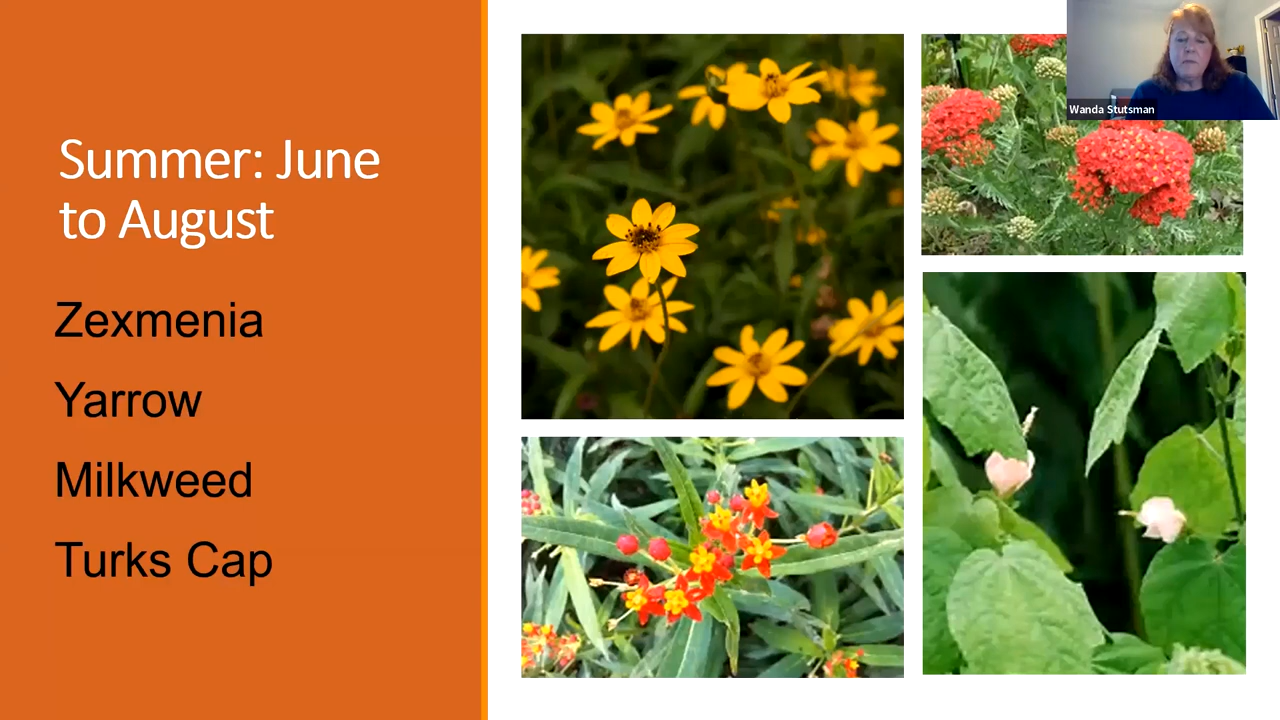 Summer: June
to August
Zexmenia
Yarrow
Milkweed
Turks Cap
Wanda Stutsman